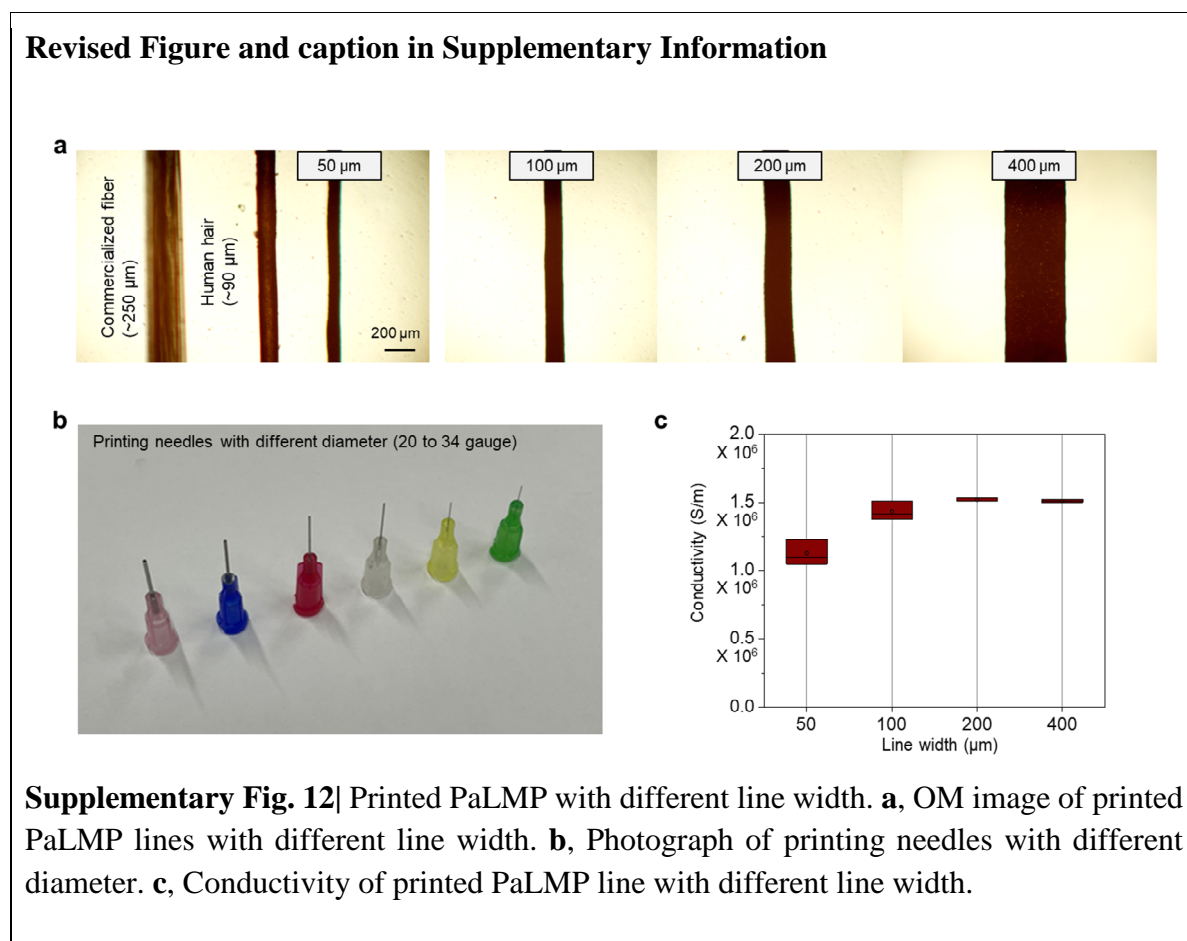 Revised Figure and caption in Supplementary Information
a
Commercialized fiber
(~250 µm)
Human hair
(~90 µm)
50 µm
200 µm
100 µm
200 µm
400 µm
b
Printing needles with different diameter (20 to 34 gauge)
c
Conductivity (S/m)
2.0
X 10⁶
1.5
X 10⁶
1.0
X 10⁶
0.5
X 10⁶
0.0
50
100
200
400
Line width (µm)
Supplementary Fig. 12| Printed PaLMP with different line width. a, OM image of printed
PaLMP lines with different line width. b, Photograph of printing needles with different
diameter. c, Conductivity of printed PaLMP line with different line width.